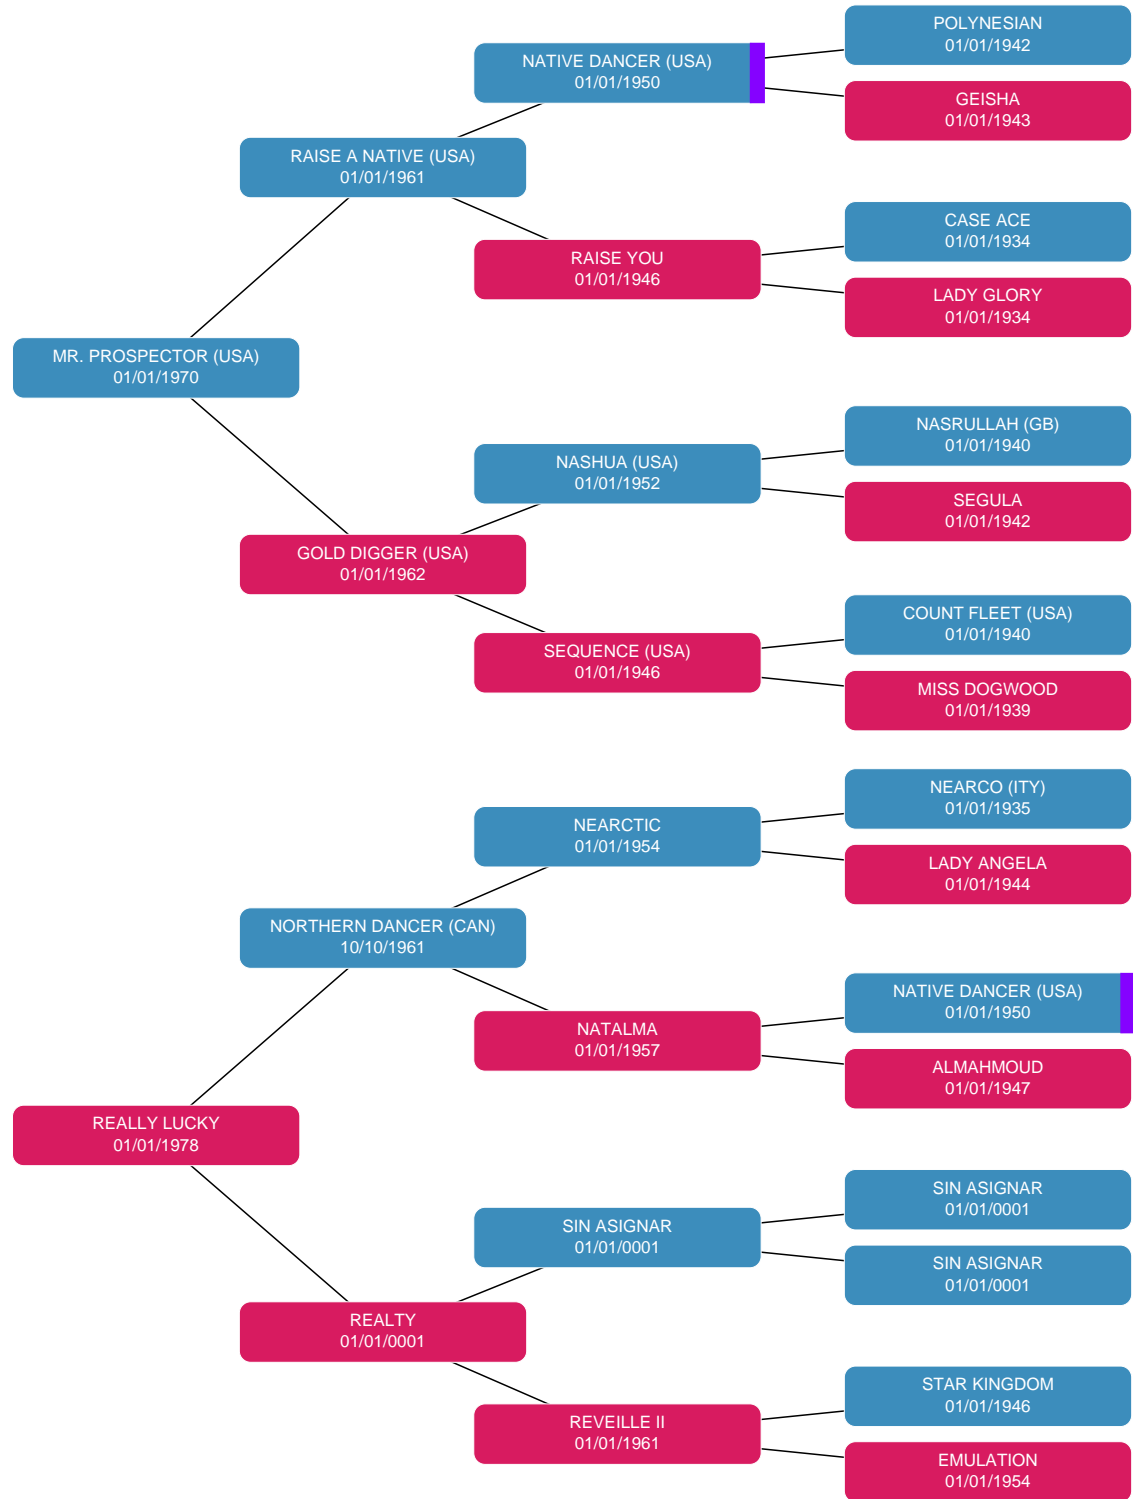 POLYNESIAN
01/01/1942
NATIVE DANCER (USA)
01/01/1950
GEISHA
01/01/1943
RAISE A NATIVE (USA)
01/01/1961
CASE ACE
01/01/1934
RAISE YOU
01/01/1946
LADY GLORY
01/01/1934
MR. PROSPECTOR (USA)
01/01/1970
NASRULLAH (GB)
01/01/1940
NASHUA (USA)
01/01/1952
SEGULA
01/01/1942
GOLD DIGGER (USA)
01/01/1962
COUNT FLEET (USA)
01/01/1940
SEQUENCE (USA)
01/01/1946
MISS DOGWOOD
01/01/1939
NEARCO (ITY)
01/01/1935
NEARCTIC
01/01/1954
LADY ANGELA
01/01/1944
NORTHERN DANCER (CAN)
10/10/1961
NATIVE DANCER (USA)
01/01/1950
NATALMA
01/01/1957
ALMAHMOUD
01/01/1947
REALLY LUCKY
01/01/1978
SIN ASIGNAR
01/01/0001
SIN ASIGNAR
01/01/0001
SIN ASIGNAR
01/01/0001
REALTY
01/01/0001
STAR KINGDOM
01/01/1946
REVEILLE II
01/01/1961
EMULATION
01/01/1954